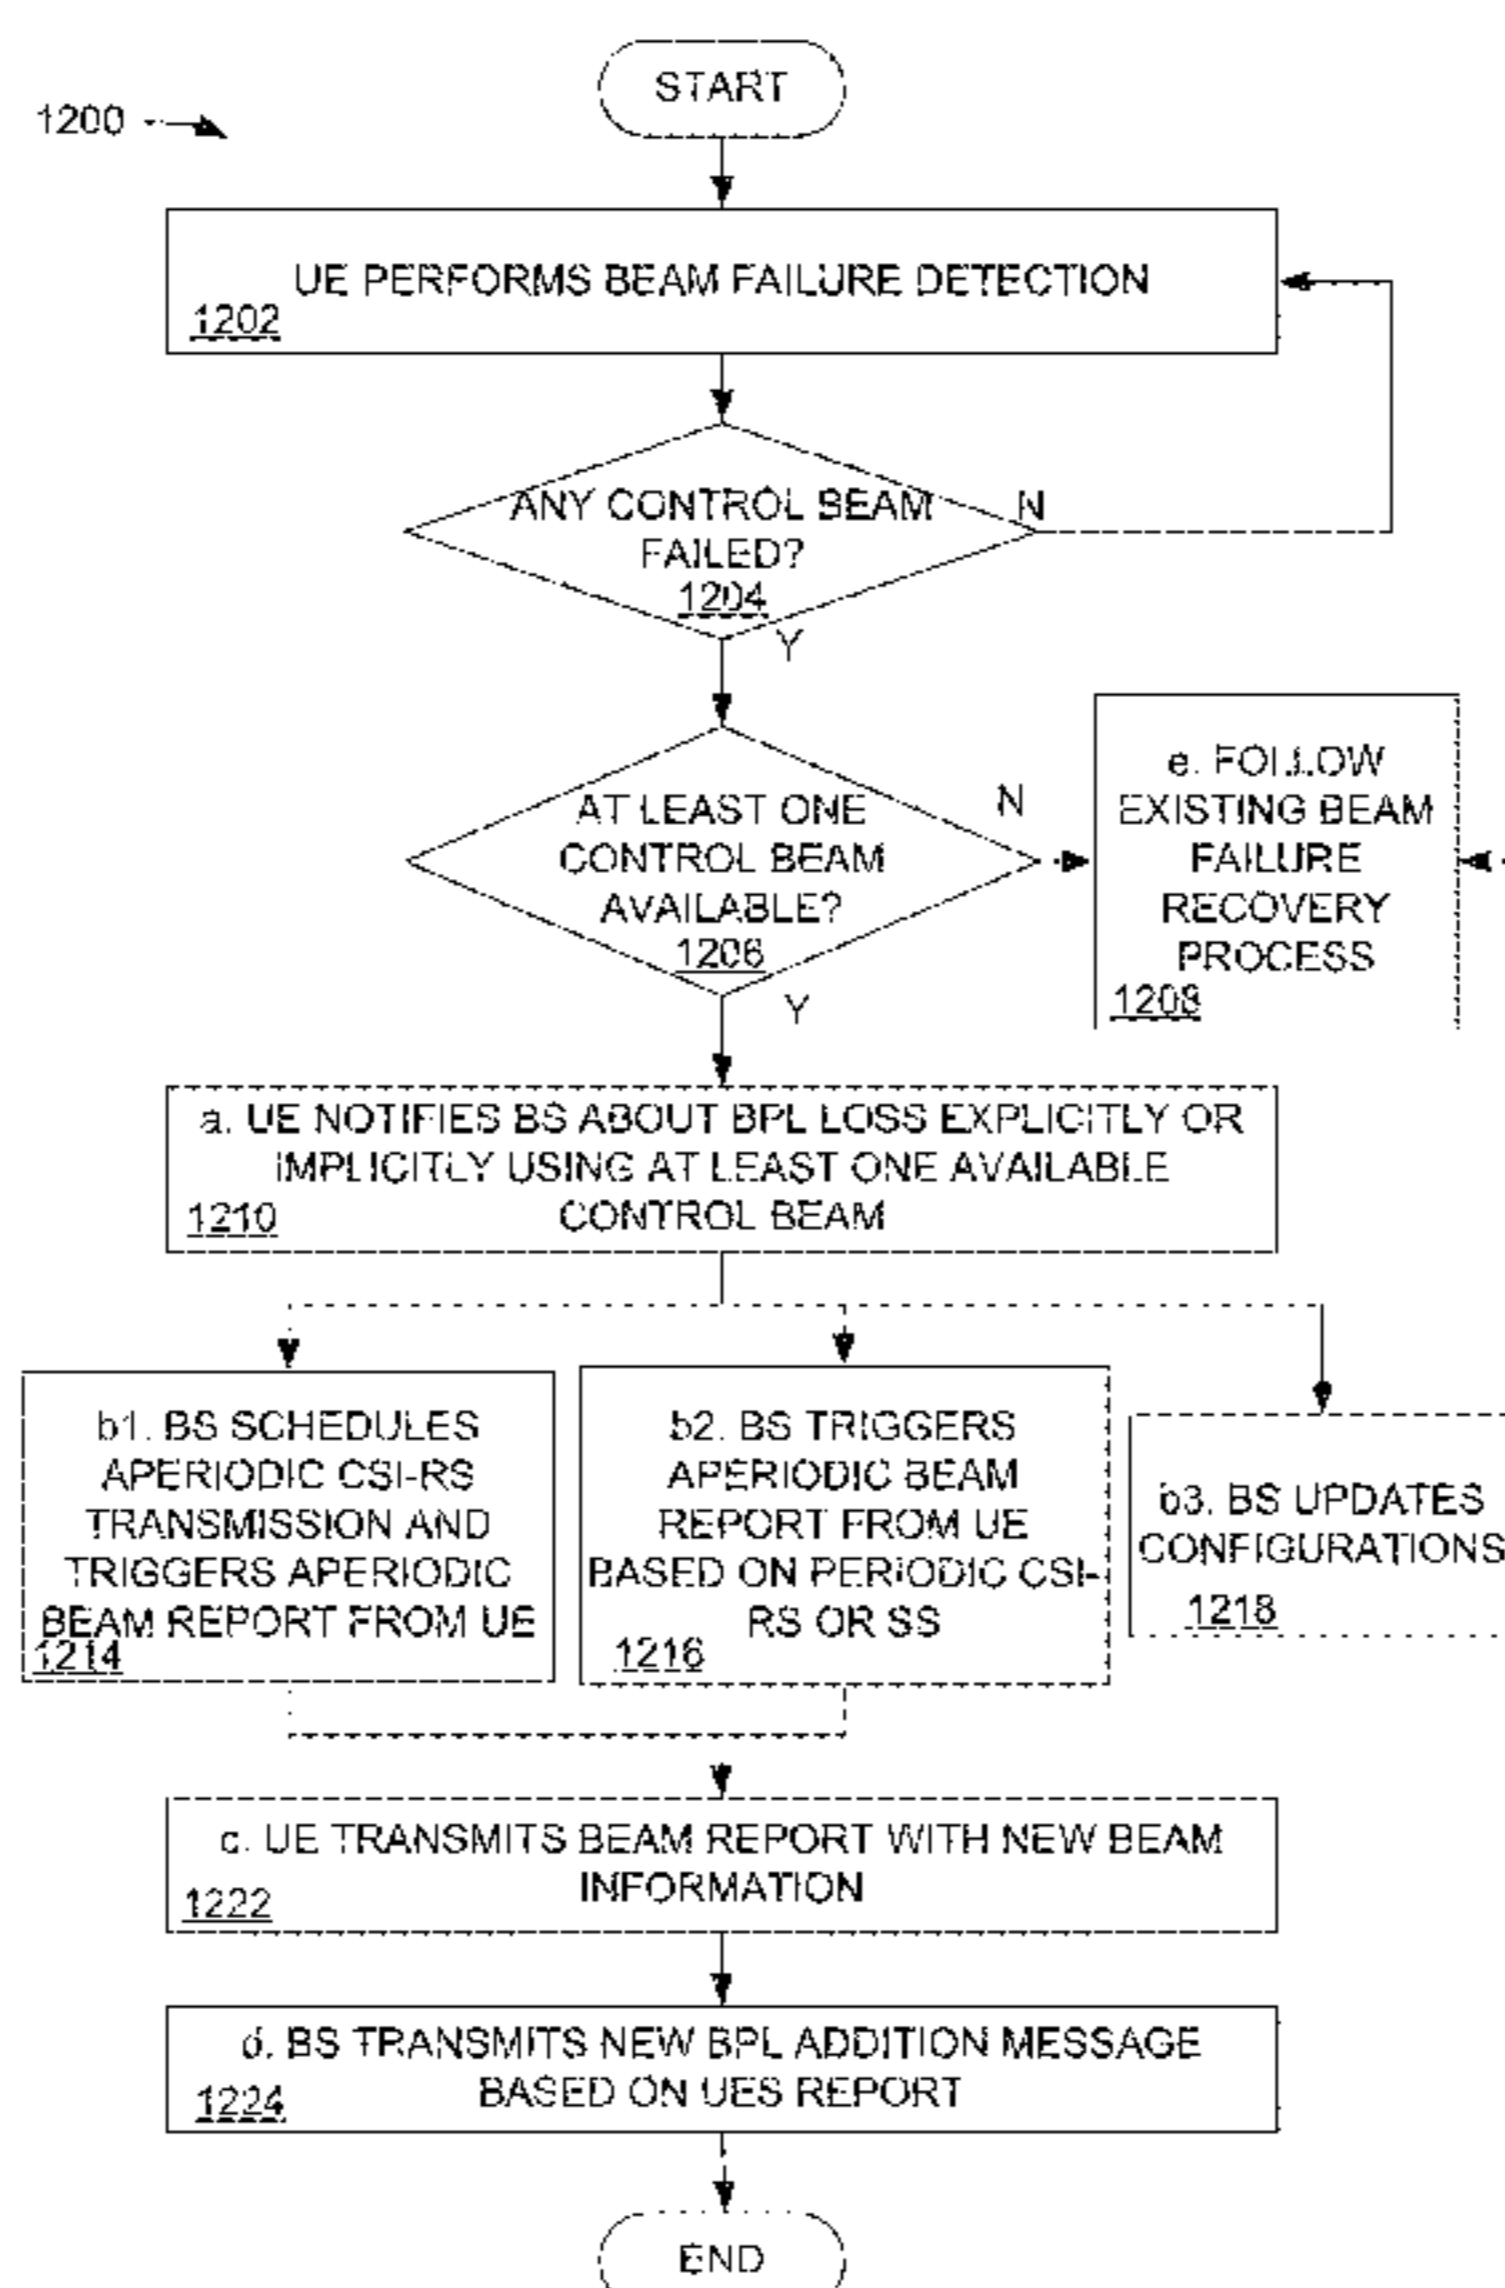 START
1200
UE PERFORMS BEAM FAILURE DETECTION
1202
ANY CONTROL BEAM
FAILED?
1204
N
Y
AT LEAST ONE
CONTROL BEAM
AVAILABLE?
1206
N
Y
e. FOLLOW
EXISTING BEAM
FAILURE
RECOVERY
PROCESS
1208
a. UE NOTIFIES BS ABOUT BPL LOSS EXPLICITLY OR
IMPLICITLY USING AT LEAST ONE AVAILABLE
CONTROL BEAM
1210
b1. BS SCHEDULES
APERIODIC CSI-RS
TRANSMISSION AND
TRIGGERS APERIODIC
BEAM REPORT FROM UE
1214
b2. BS TRIGGERS
APERIODIC BEAM
REPORT FROM UE
BASED ON PERIODIC CSI-
RS OR SS
1216
b3. BS UPDATES
CONFIGURATIONS
1218
c. UE TRANSMITS BEAM REPORT WITH NEW BEAM
INFORMATION
1222
d. BS TRANSMITS NEW BPL ADDITION MESSAGE
BASED ON UES REPORT
1224
END